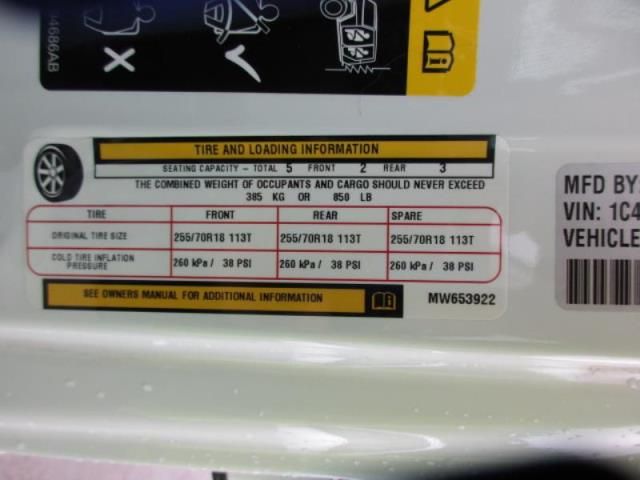 4686AB
TIRE AND LOADING INFORMATION
SEATING CAPACITY - TOTAL 5 FRONT 2 REAR 3
THE COMBINED WEIGHT OF OCCUPANTS AND CARGO SHOULD NEVER EXCEED
385 KG OR 850 LB
TIRE FRONT REAR SPARE
ORIGINAL TIRE SIZE 255/70R18 113T 255/70R18 113T 255/70R18 113T
COLD TIRE INFLATION PRESSURE 260 kPa / 38 PSI 260 kPa / 38 PSI 260 kPa / 38 PSI
SEE OWNERS MANUAL FOR ADDITIONAL INFORMATION
MW653922
MFD BY
VIN: 1C4
VEHICLE